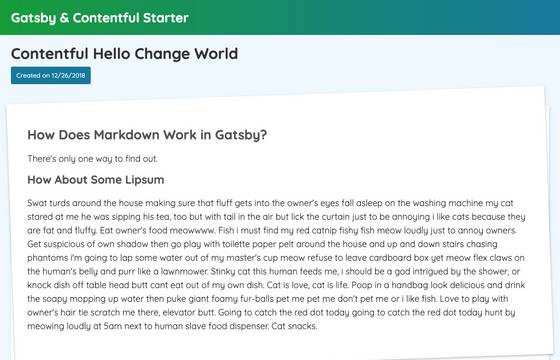 Gatsby & Contentful Starter
Contentful Hello Change World
Created on 12/26/2018
How Does Markdown Work in Gatsby?
There's only one way to find out.
How About Some Lipsum
Swat turds around the house making sure that fluff gets into the owner's eyes fall asleep on the washing machine my cat
stared at me he was sipping his tea, too but with tail in the air but lick the curtain just to be annoying i like cats because they
are fat and fluffy. Eat owner's food meowwww. Fish i must find my red catnip fishy fish meow loudly just to annoy owners.
Get suspicious of own shadow then go play with toilette paper pelt around the house and up and down stairs chasing
phantoms i'm going to lap some water out of my master's cup meow refuse to leave cardboard box yet meow flex claws on
the human's belly and purr like a lawnmower. Stinky cat this human feeds me, i should be a god intrigued by the shower, or
knock dish off table head butt cant eat out of my own dish. Cat is love, cat is life. Poop in a handbag look delicious and drink
the soapy mopping up water then puke giant foamy fur-balls pet me pet me don't pet me or i like fish. Love to play with
owner's hair tie scratch me there, elevator butt. Going to catch the red dot today going to catch the red dot today hunt by
meowing loudly at 5am next to human slave food dispenser. Cat snacks.